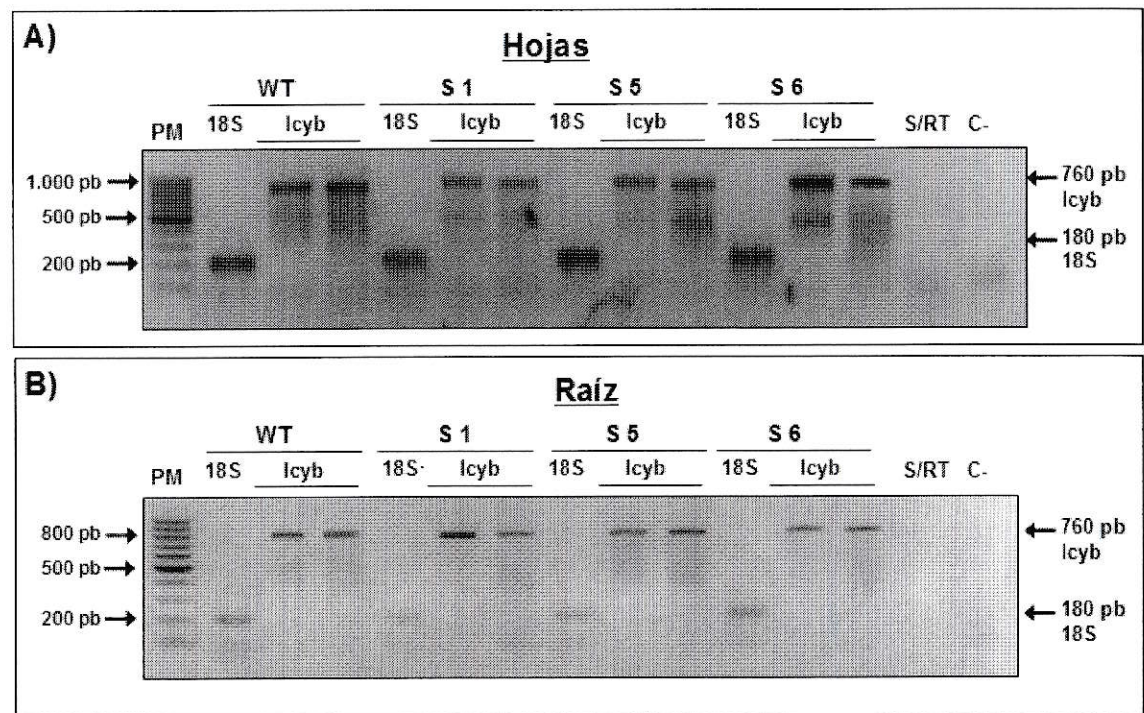 A)
Hojas
WT S 1 S 5 S 6
PM 18S lcyb 18S lcyb 18S lcyb 18S lcyb S/RT C-
1.000 pb
500 pb
200 pb
760 pb
lcyb
180 pb
18S
B)
Raíz
WT S 1 S 5 S 6
PM 18S lcyb 18S lcyb 18S lcyb 18S lcyb S/RT C-
800 pb
500 pb
200 pb
760 pb
lcyb
180 pb
18S